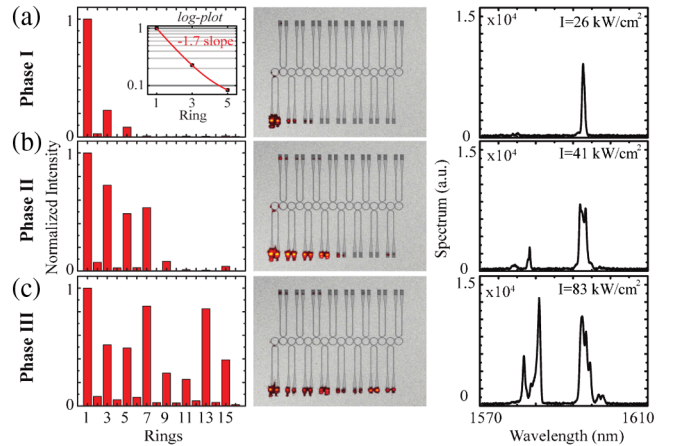 (a)
Phase I
1
0
log-plot
-1.7 slope
1
0.1
1 3 5
Ring
1.5
x10⁴
I=26 kW/cm²
0
(b)
Phase II
Normalized Intensity
1
0
Spectrum (a.u.)
1.5
x10⁴
I=41 kW/cm²
0
(c)
Phase III
1
0
1 3 5 7 9 11 13 15
Rings
1.5
x10⁴
I=83 kW/cm²
0
1570 1610
Wavelength (nm)